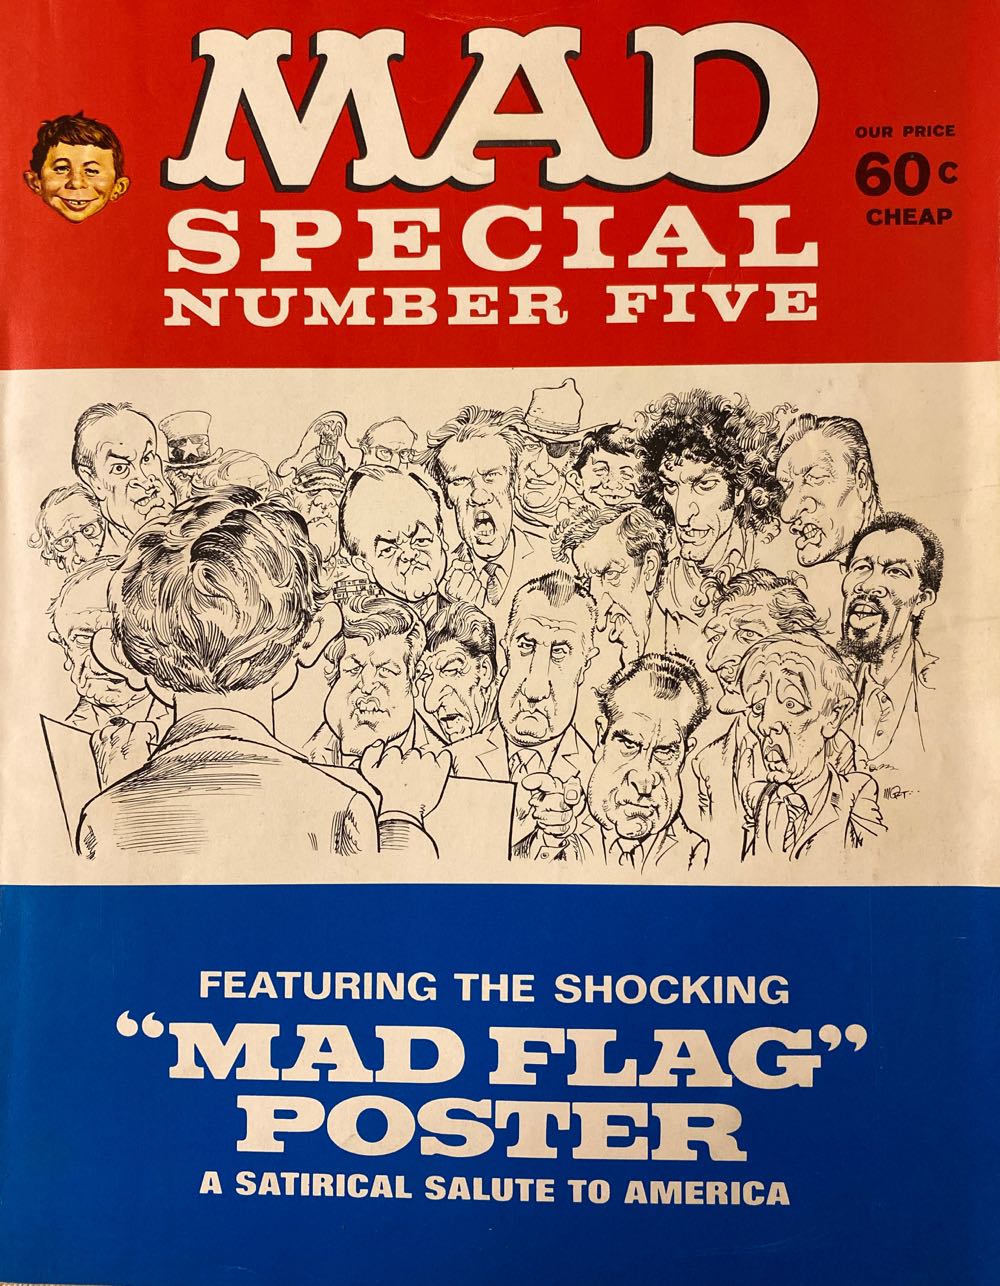 MAD
SPECIAL
NUMBER FIVE
OUR PRICE
60c
CHEAP
FEATURING THE SHOCKING
“MAD FLAG”
POSTER
A SATIRICAL SALUTE TO AMERICA